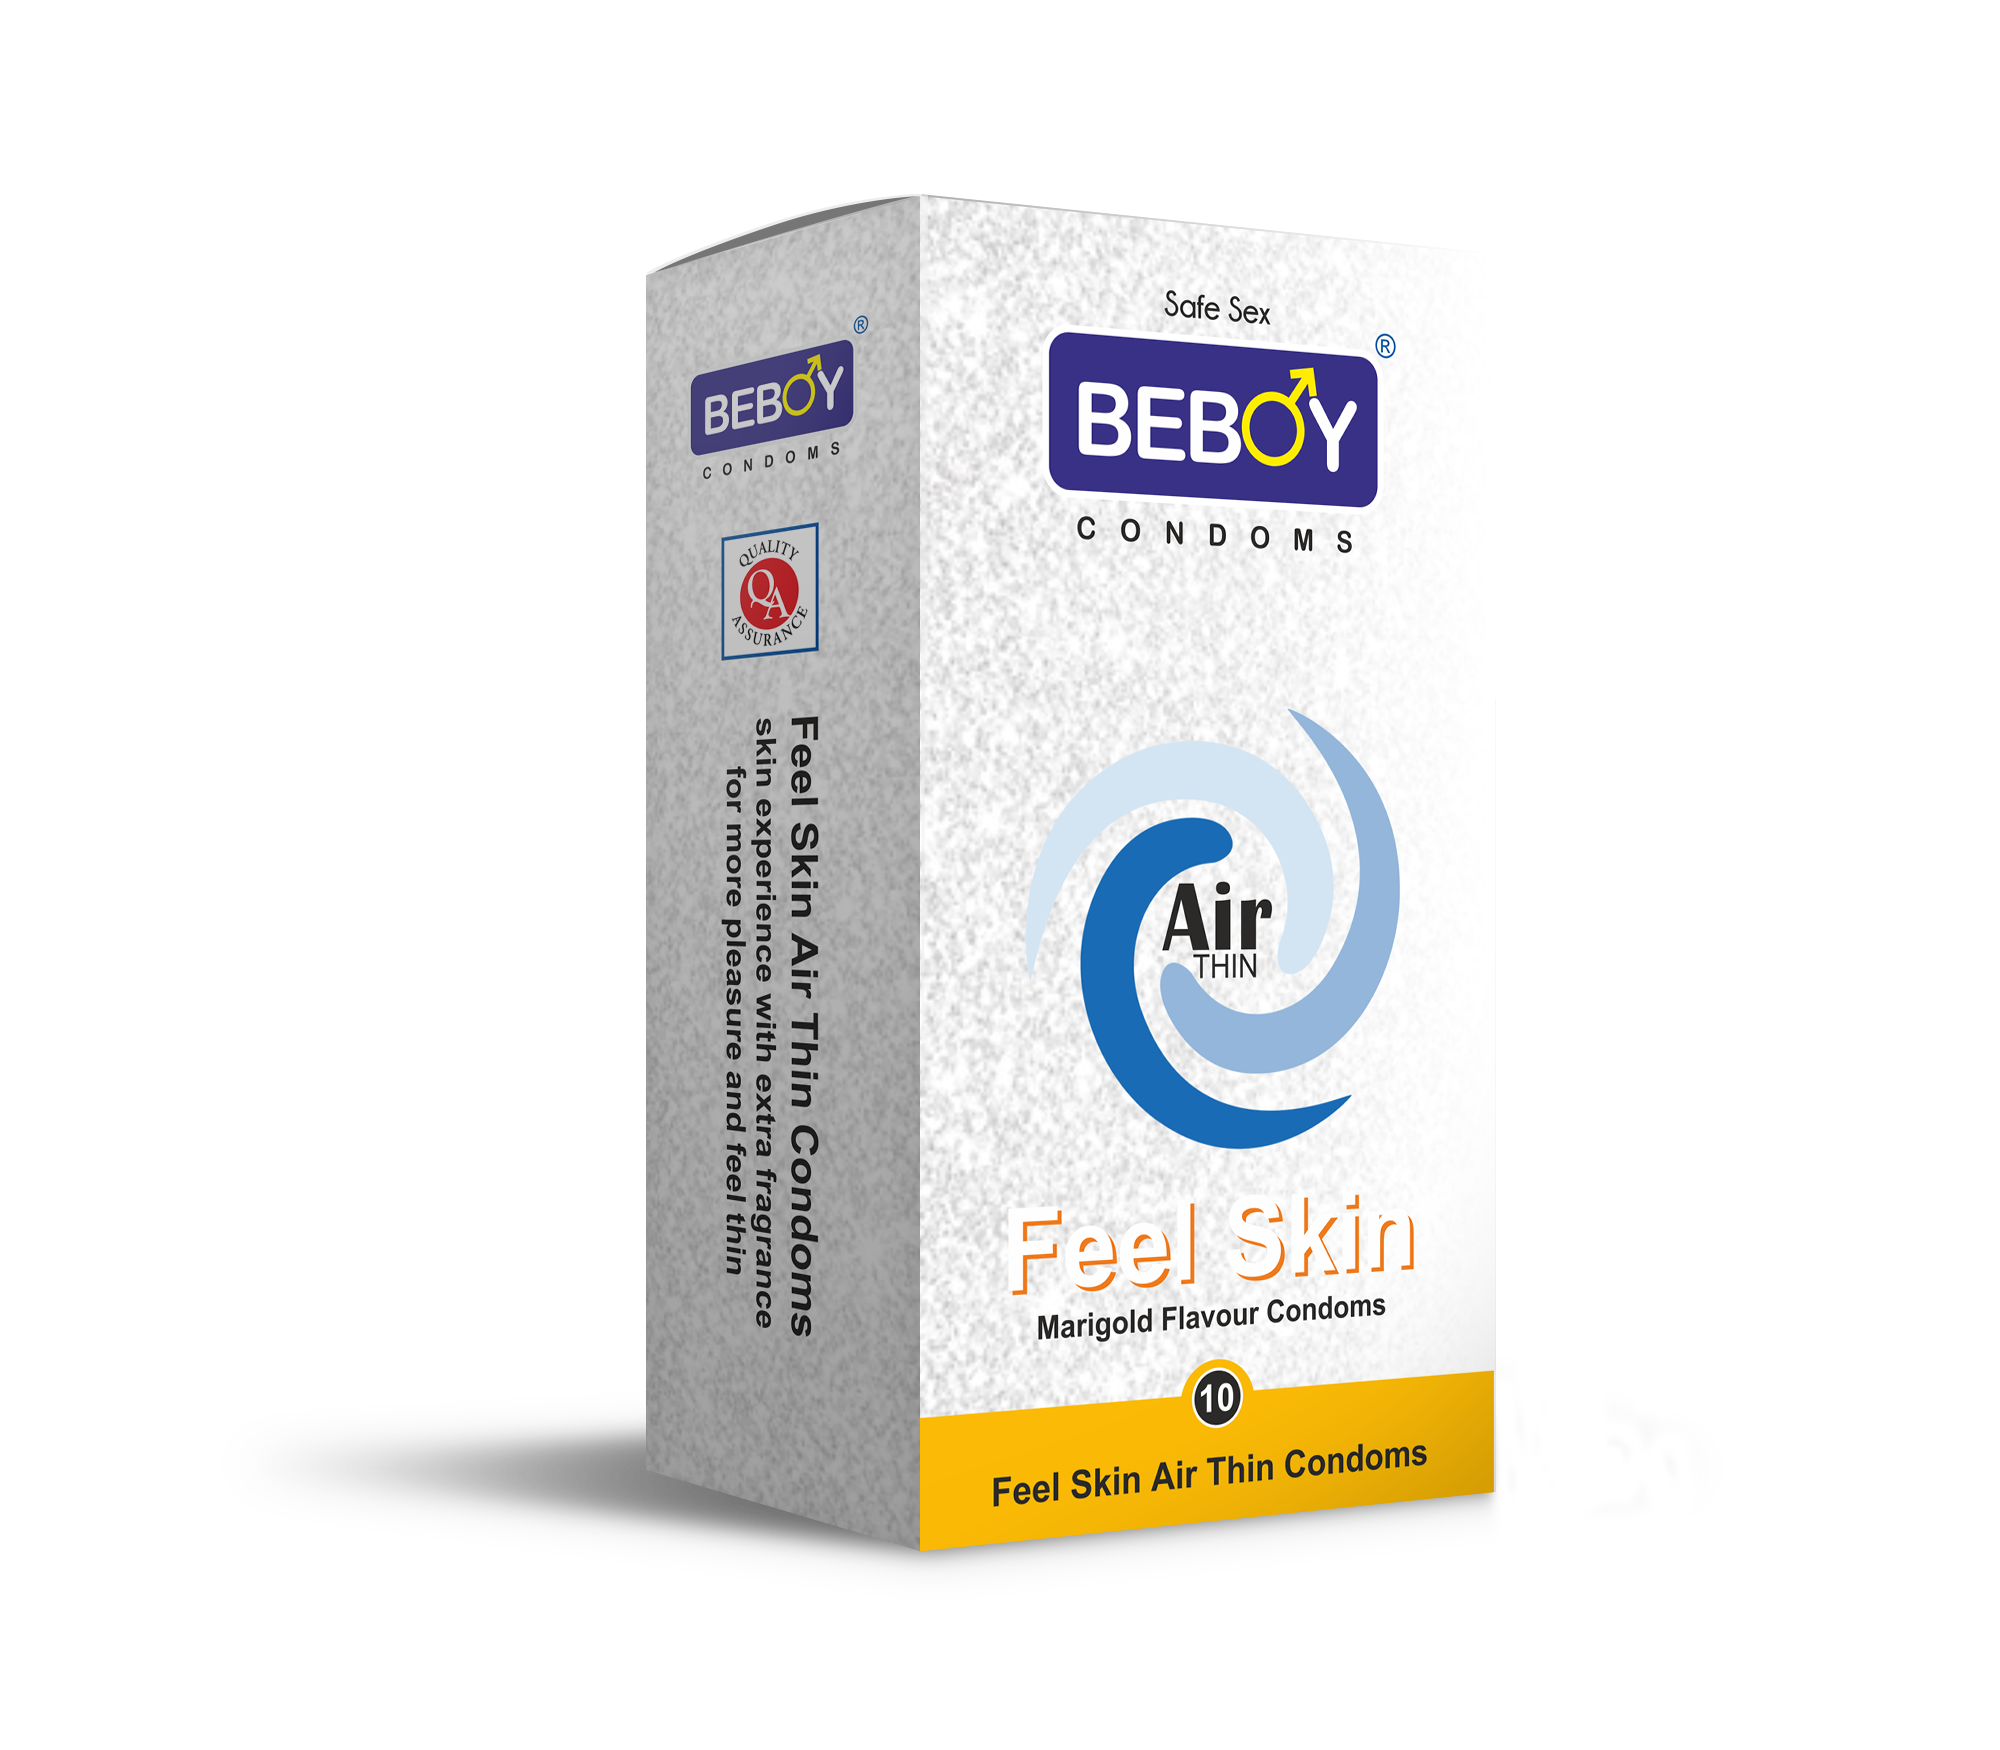 Safe Sex
BEBOY
®
CONDOMS
Air
THIN
Feel Skin
Marigold Flavour Condoms
10
Feel Skin Air Thin Condoms
BEBOY
®
CONDOMS
QUALITY
QA
ASSURANCE
Feel Skin Air Thin Condoms
skin experience with extra fragrance
for more pleasure and feel thin